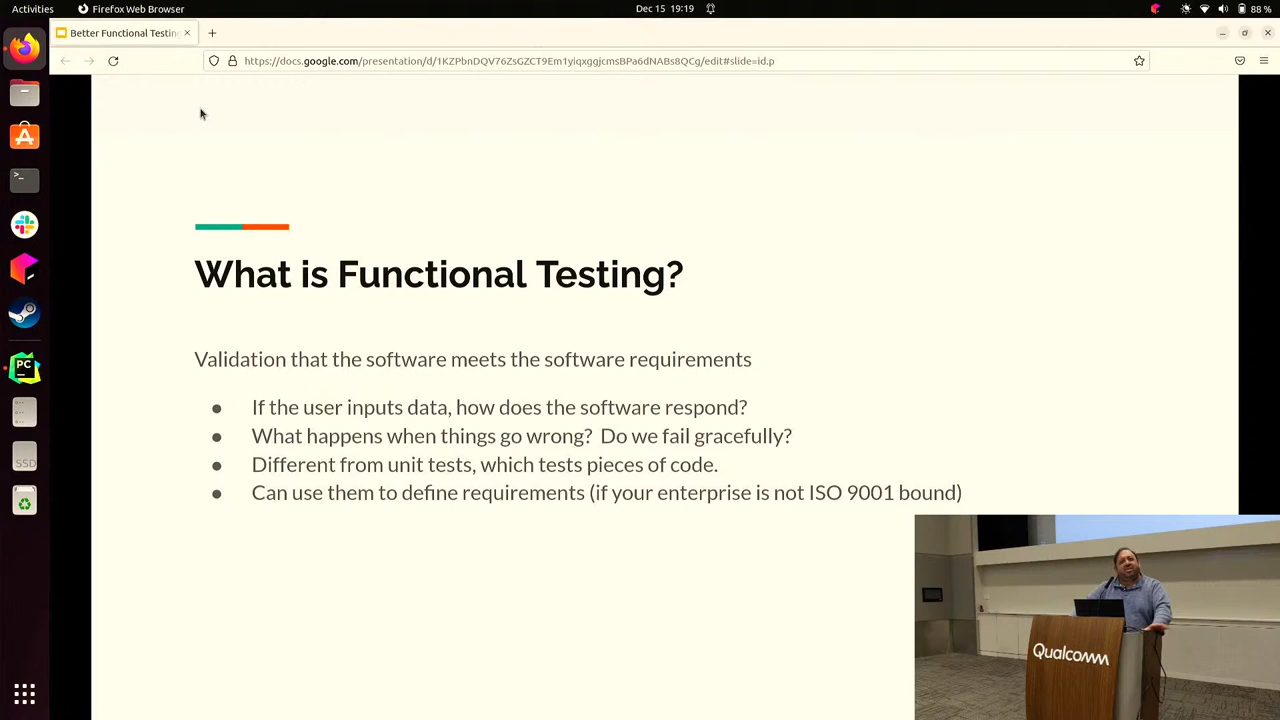 Activities
Firefox Web Browser
Dec 15 19:19
88 %
Better Functional Testing
https://docs.google.com/presentation/d/1KZPbnDQV76ZsGZCT9Em1yiqxggjcmsBPa6dNABs8QCg/edit#slide=id.p
What is Functional Testing?
Validation that the software meets the software requirements
● If the user inputs data, how does the software respond?
● What happens when things go wrong? Do we fail gracefully?
● Different from unit tests, which tests pieces of code.
● Can use them to define requirements (if your enterprise is not ISO 9001 bound)
PC
SSD
Qualcomm